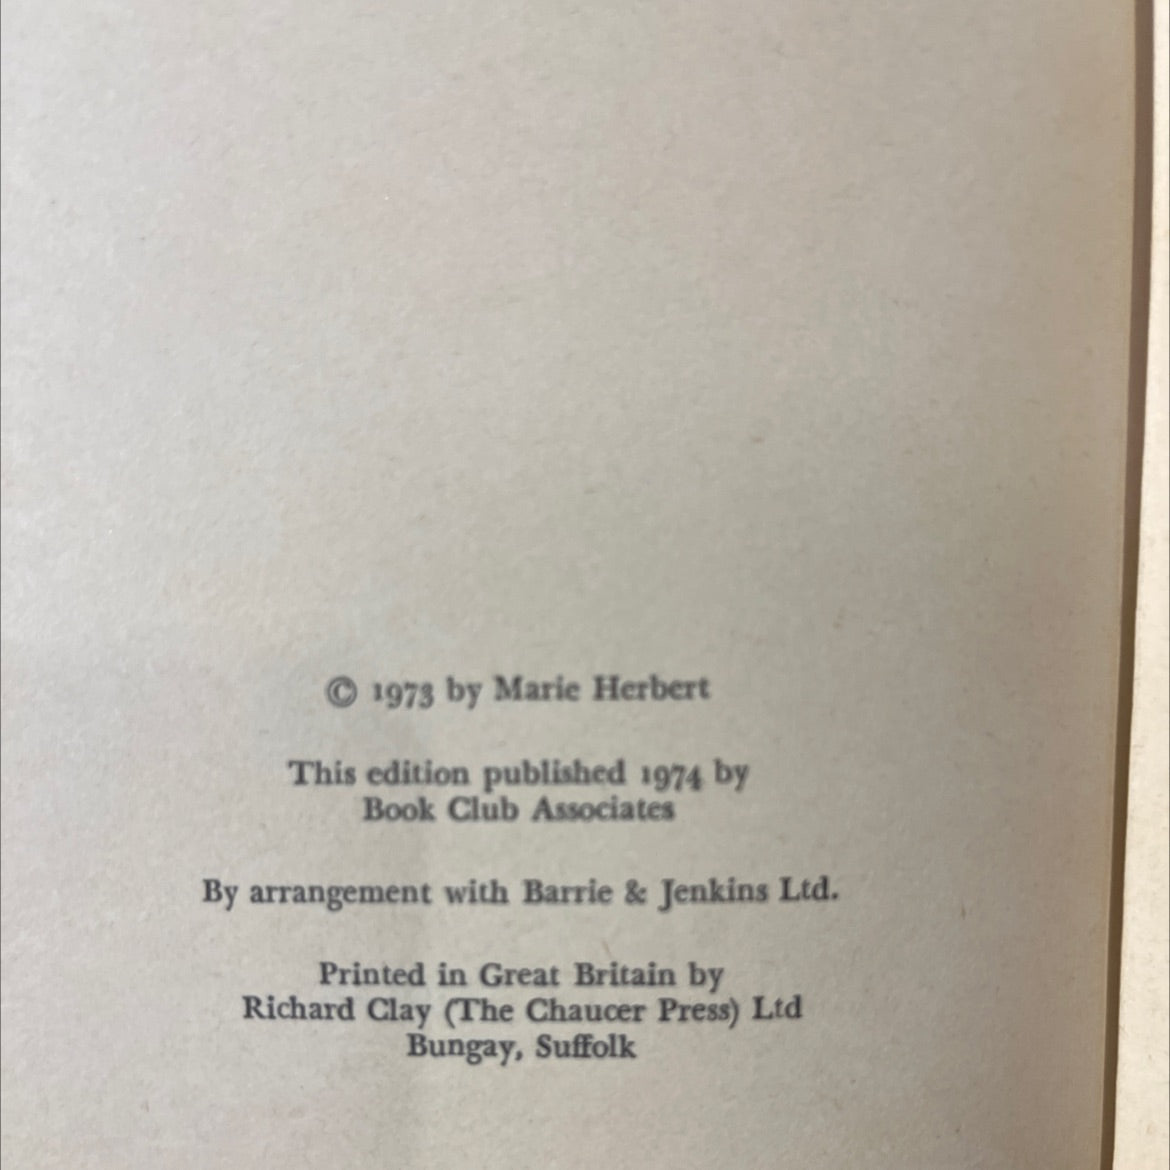 © 1973 by Marie Herbert
This edition published 1974 by
Book Club Associates
By arrangement with Barrie & Jenkins Ltd.
Printed in Great Britain by
Richard Clay (The Chaucer Press) Ltd
Bungay, Suffolk